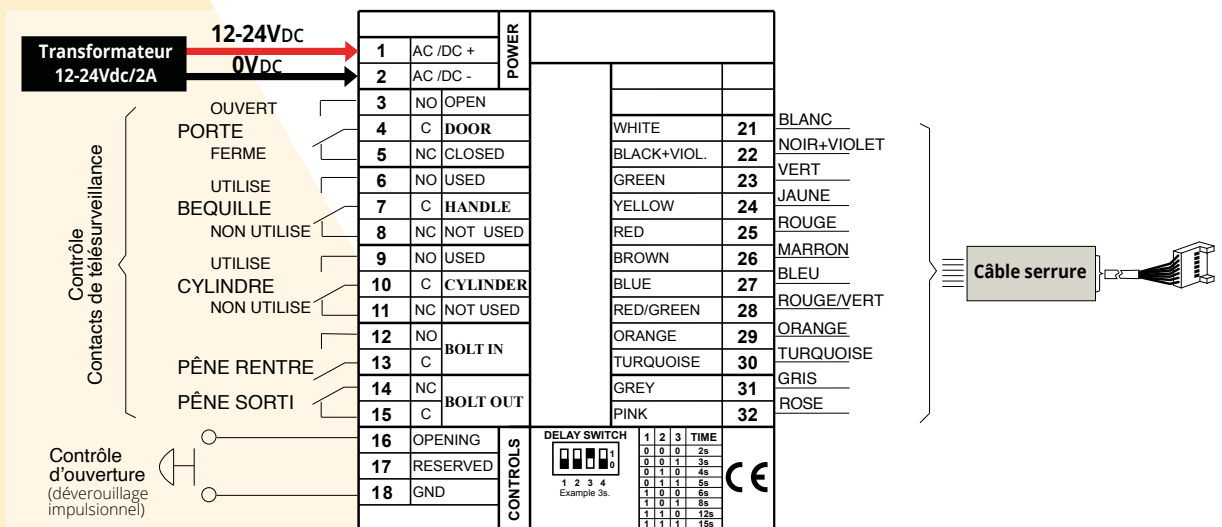 Transformateur
12-24Vdc/2A
12-24VDC
0VDC
1 AC /DC +
2 AC /DC -
POWER
3 NO OPEN
4 C DOOR
5 NC CLOSED
6 NO USED
7 C HANDLE
8 NC NOT USED
9 NO USED
10 C CYLINDER
11 NC NOT USED
12 NO
13 C
BOLT IN
14 NC
15 C
BOLT OUT
16 OPENING
17 RESERVED
18 GND
CONTROLS
Contrôle
Contacts de télésurveillance
OUVERT
PORTE
FERME
UTILISE
BEQUILLE
NON UTILISE
UTILISE
CYLINDRE
NON UTILISE
PÊNE RENTRE
PÊNE SORTI
Contrôle
d'ouverture
(déverouillage
impulsionnel)
WHITE 21 BLANC
BLACK+VIOL. 22 NOIR+VIOLET
GREEN 23 VERT
YELLOW 24 JAUNE
RED 25 ROUGE
BROWN 26 MARRON
BLUE 27 BLEU
RED/GREEN 28 ROUGE/VERT
ORANGE 29 ORANGE
TURQUOISE 30 TURQUOISE
GREY 31 GRIS
PINK 32 ROSE
Câble serrure
DELAY SWITCH
1
0
1 2 3 4
Example 3s.
1 2 3 TIME
0 0 0 2s
0 0 1 3s
0 1 0 4s
0 1 1 5s
1 0 0 6s
1 0 1 8s
1 1 0 12s
1 1 1 15s
CE